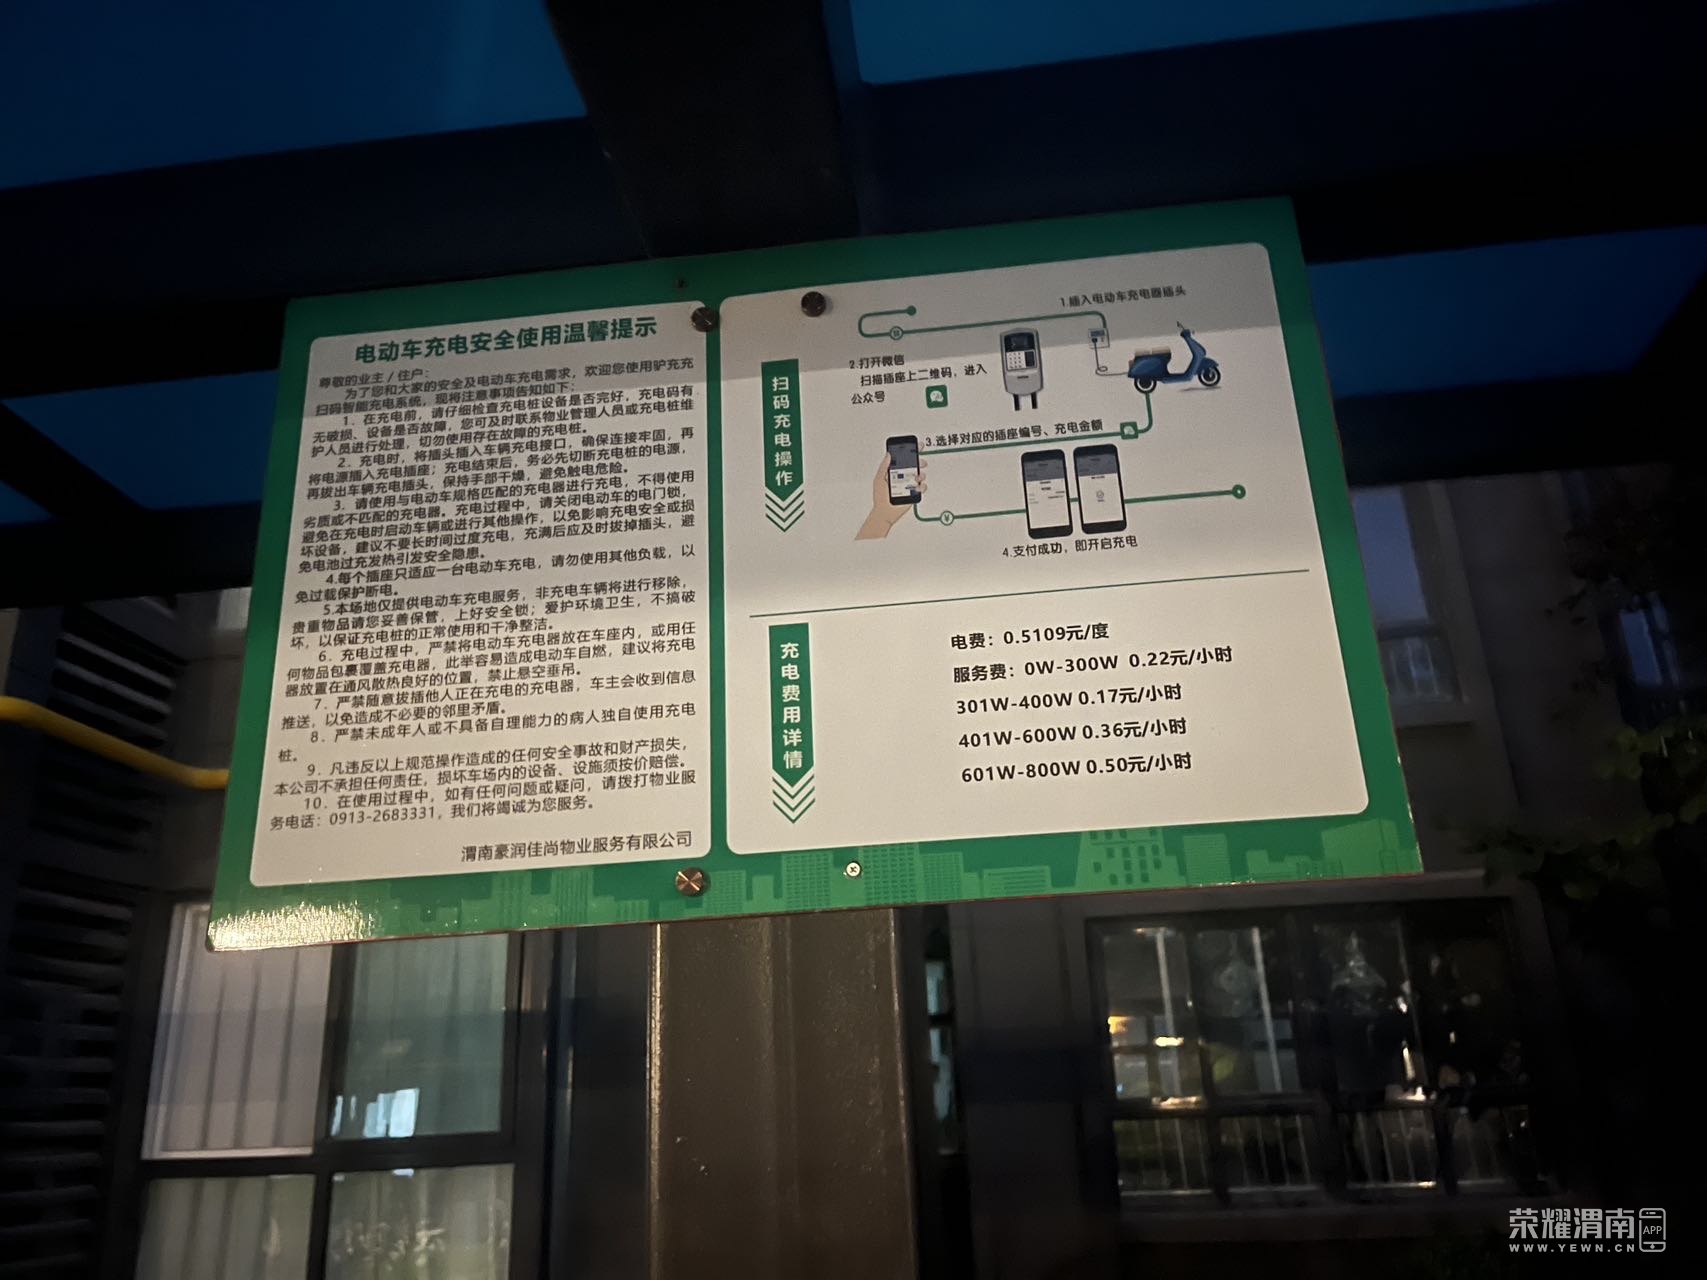 电动车充电安全使用温馨提示
尊敬的业主/住户：
为了您和大家的安全及电动车充电需求，欢迎您使用驴充充
扫码智能充电系统，现将注意事项告知如下：
1．在充电前，请仔细检查充电桩设备是否完好，充电码有
无破损、设备是否故障，您可及时联系物业管理人员或充电桩维
护人员进行处理，切勿使用存在故障的充电桩。
2．充电时，将插头插入车辆充电接口，确保连接牢固，再
将电源插入充电插座；充电结束后，务必先切断充电桩的电源，
再拔出车辆充电插头，保持手部干燥，避免触电危险。
3．请使用与电动车规格匹配的充电器进行充电，不得使用
劣质或不匹配的充电器。充电过程中，请关闭电动车的电门锁，
避免在充电时启动车辆或进行其他操作，以免影响充电安全或损
坏设备，建议不要长时间过度充电，充满后应及时拔掉插头，避
免电池过充发热引发安全隐患。
4.每个插座只适应一台电动车充电，请勿使用其他负载，以
免过载保护断电。
5.本场地仅提供电动车充电服务，非充电车辆将进行移除，
贵重物品请您妥善保管，上好安全锁；爱护环境卫生，不搞破
坏，以保证充电桩的正常使用和干净整洁。
6．充电过程中，严禁将电动车充电器放在车座内，或用任
何物品包裹覆盖充电器，此举容易造成电动车自燃，建议将充电
器放置在通风散热良好的位置，禁止悬空垂吊。
7．严禁随意拔插他人正在充电的充电器，车主会收到信息
推送，以免造成不必要的邻里矛盾。
8．严禁未成年人或不具备自理能力的病人独自使用充电
桩。
9．凡违反以上规范操作造成的任何安全事故和财产损失，
本公司不承担任何责任，损坏车场内的设备、设施须按价赔偿。
10．在使用过程中，如有任何问题或疑问，请拨打物业服
务电话：0913-2683331，我们将竭诚为您服务。
渭南豪润佳尚物业服务有限公司
扫码充电操作
1.插入电动车充电器插头
2.打开微信
扫描插座上二维码，进入
公众号
3.选择对应的插座编号、充电金额
4.支付成功，即开启充电
充电费用详情
电费：0.5109元/度
服务费：0W-300W 0.22元/小时
301W-400W 0.17元/小时
401W-600W 0.36元/小时
601W-800W 0.50元/小时
荣耀渭南 APP
WWW.YEWN.CN